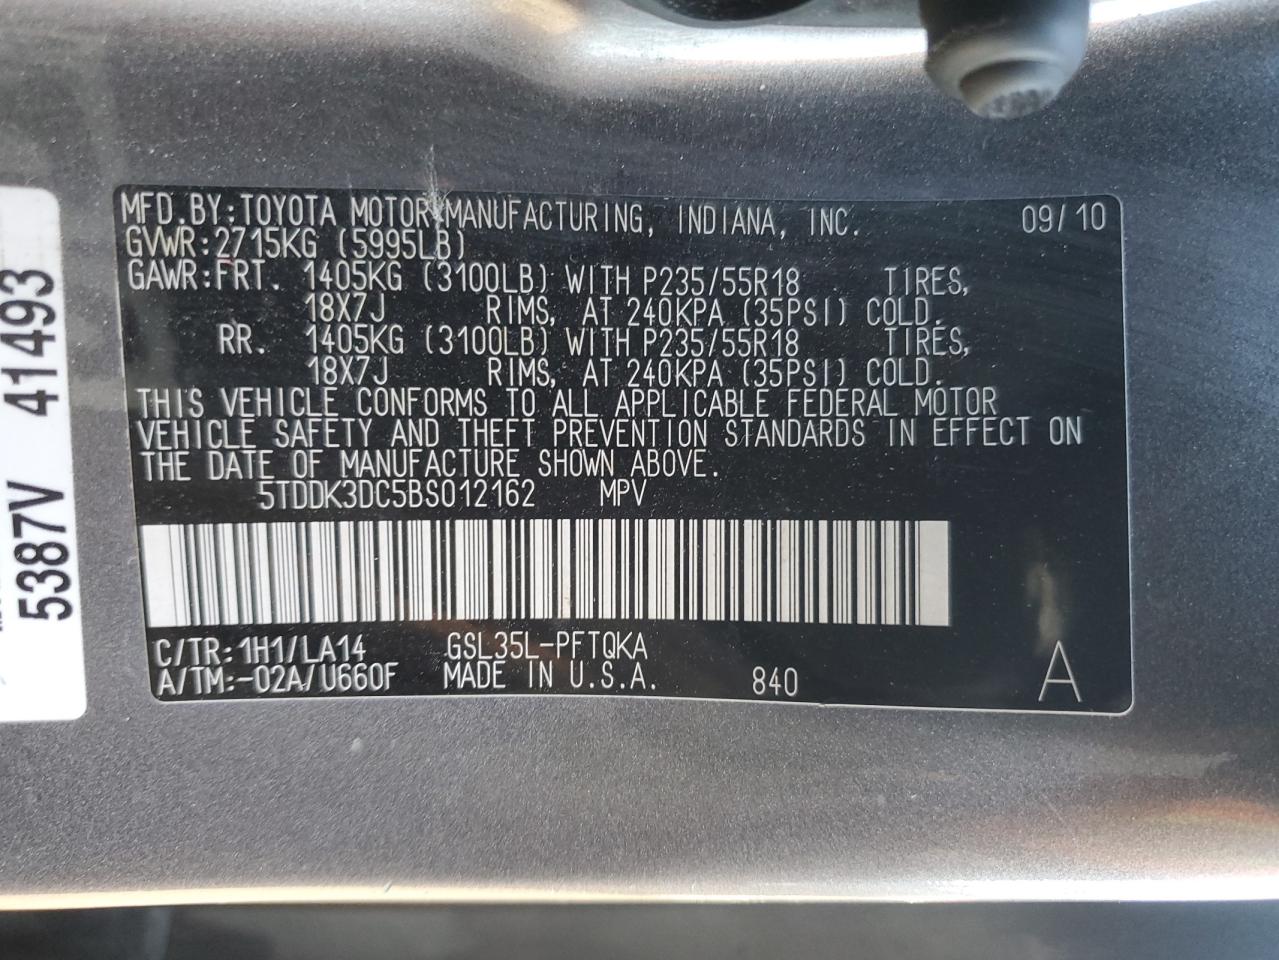 MFD.BY:TOYOTA MOTOR MANUFACTURING, INDIANA, INC. 09/10
GVWR:2715KG (5995LB)
GAWR:FRT. 1405KG (3100LB) WITH P235/55R18 TIRES,
18X7J RIMS, AT 240KPA (35PSI) COLD.
RR. 1405KG (3100LB) WITH P235/55R18 TIRES,
18X7J RIMS, AT 240KPA (35PSI) COLD.
THIS VEHICLE CONFORMS TO ALL APPLICABLE FEDERAL MOTOR
VEHICLE SAFETY AND THEFT PREVENTION STANDARDS IN EFFECT ON
THE DATE OF MANUFACTURE SHOWN ABOVE.
5TDDK3DC5BS012162 MPV
C/TR:1H1/LA14 GSL35L-PFTQKA
A/TM:-02A/U660F MADE IN U.S.A. 840 A
5387V 41493